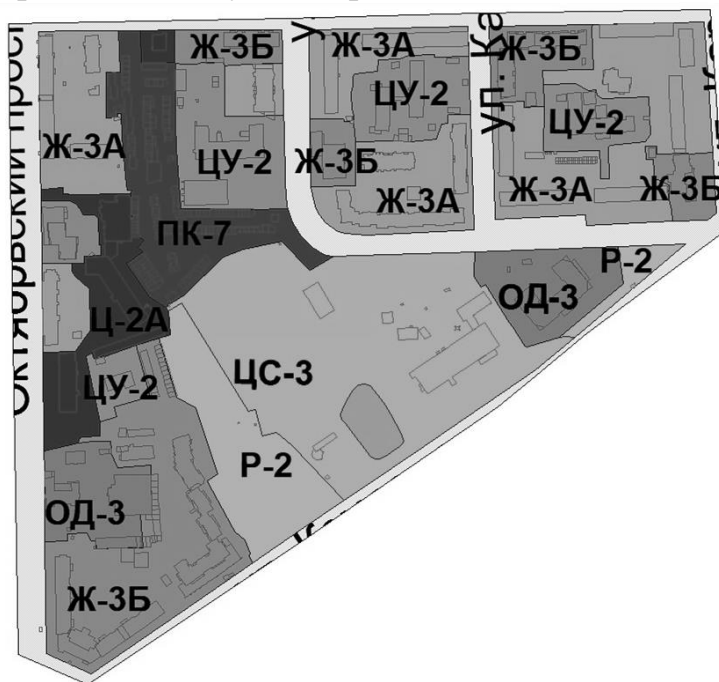 Октябрьский просп
ул. Ка
Ж-3Б
Ж-3А
Ж-3Б
ЦУ-2
ЦУ-2
Ж-3А
ЦУ-2
Ж-3Б
Ж-3А
Ж-3А
Ж-3Б
ПК-7
Р-2
ОД-3
Ц-2А
ЦУ-2
ЦС-3
Р-2
ОД-3
Ж-3Б